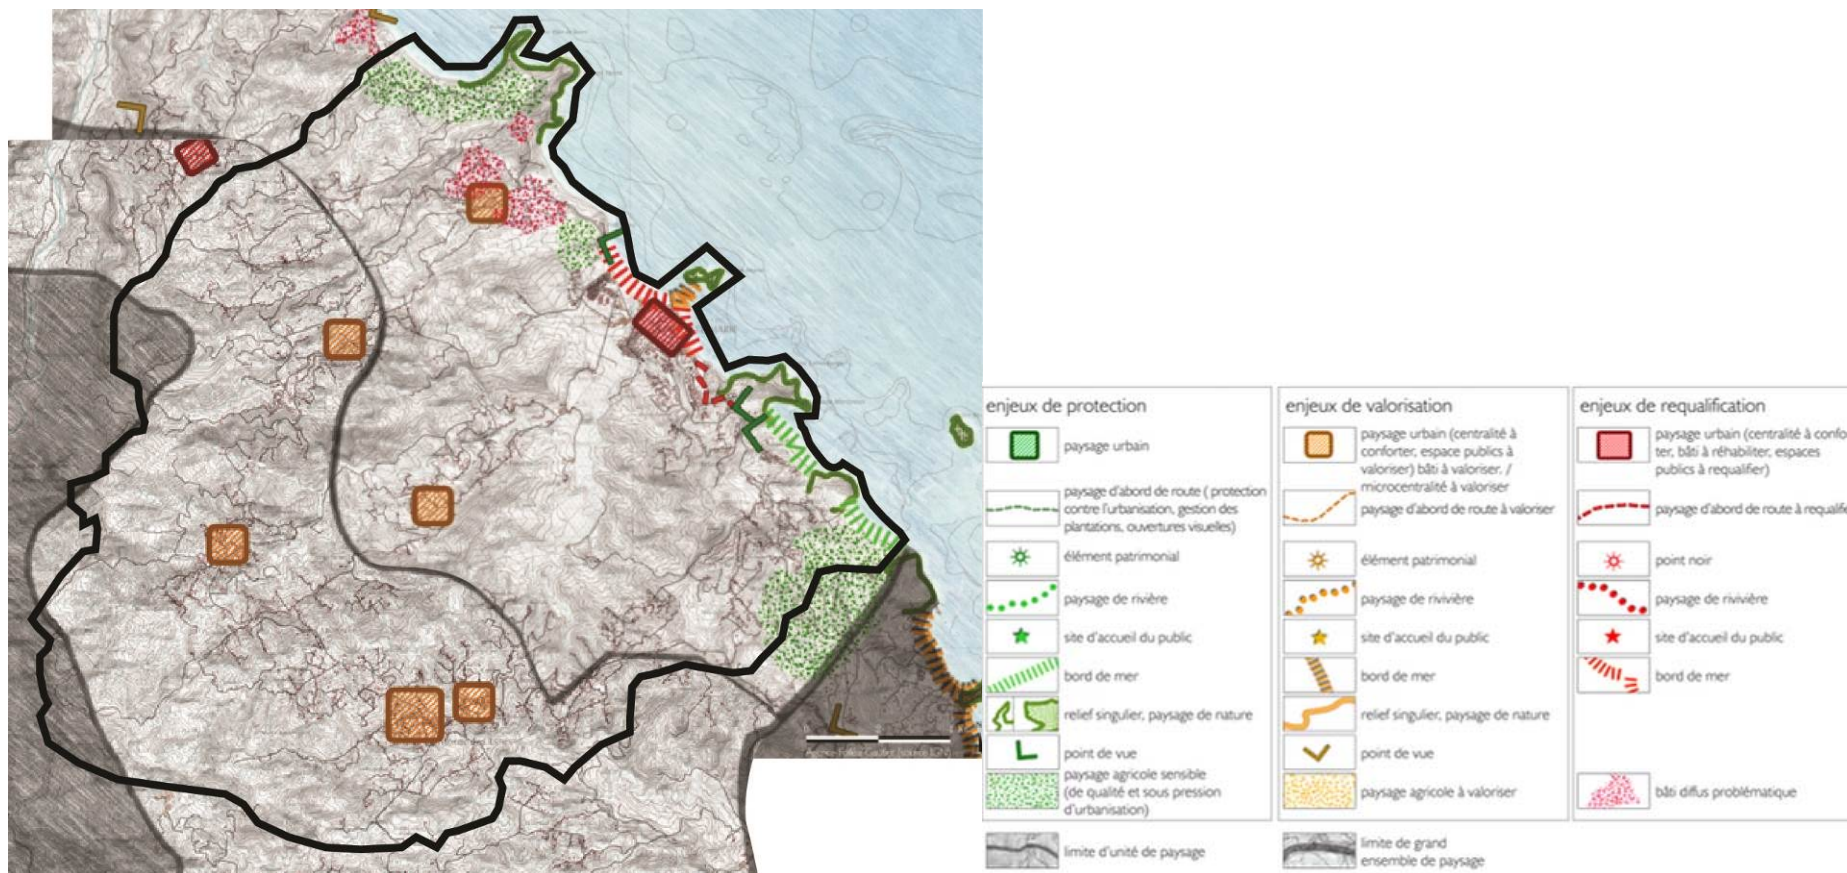 enjeux de protection
paysage urbain
paysage d'abord de route ( protection
contre l'urbanisation, gestion des
plantations, ouvertures visuelles)
élément patrimonial
paysage de rivière
site d'accueil du public
bord de mer
relief singulier, paysage de nature
point de vue
paysage agricole sensible
(de qualité et sous pression
d'urbanisation)
limite d'unité de paysage
enjeux de valorisation
paysage urbain (centralité à
conforter, espace publics à
valoriser) bâti à valoriser. /
microcentralité à valoriser
paysage d'abord de route à valoriser
élément patrimonial
paysage de rivivière
site d'accueil du public
bord de mer
relief singulier, paysage de nature
point de vue
paysage agricole à valoriser
limite de grand
ensemble de paysage
enjeux de requalification
paysage urbain (centralité à confo
ter, bâti à réhabiliter, espaces
publics à requalifier)
paysage d'abord de route à requalifie
point noir
paysage de rivivière
site d'accueil du public
bord de mer
bâti diffus problématique